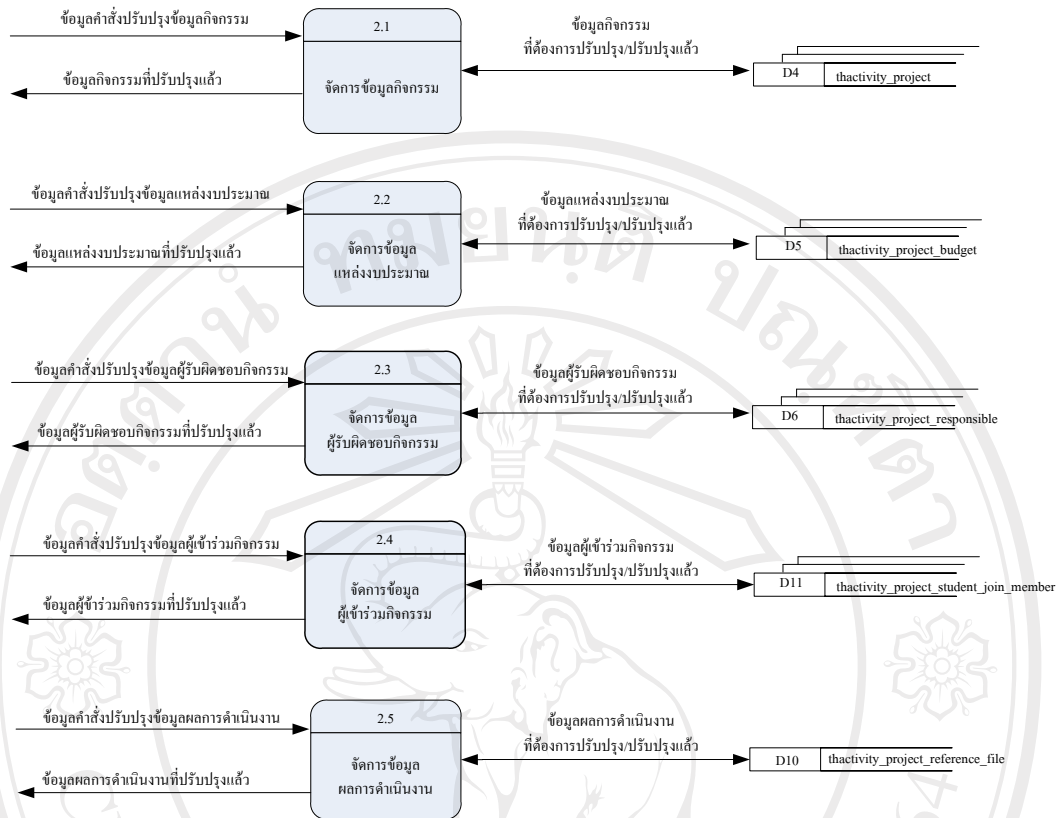 ข้อมูลคำสั่งปรับปรุงข้อมูลกิจกรรม
ข้อมูลกิจกรรมที่ปรับปรุงแล้ว
2.1
จัดการข้อมูลกิจกรรม
ข้อมูลกิจกรรม
ที่ต้องการปรับปรุง/ปรับปรุงแล้ว
D4 thactivity_project
ข้อมูลคำสั่งปรับปรุงข้อมูลแหล่งงบประมาณ
ข้อมูลแหล่งงบประมาณที่ปรับปรุงแล้ว
2.2
จัดการข้อมูล
แหล่งงบประมาณ
ข้อมูลแหล่งงบประมาณ
ที่ต้องการปรับปรุง/ปรับปรุงแล้ว
D5 thactivity_project_budget
ข้อมูลคำสั่งปรับปรุงข้อมูลผู้รับผิดชอบกิจกรรม
ข้อมูลผู้รับผิดชอบกิจกรรมที่ปรับปรุงแล้ว
2.3
จัดการข้อมูล
ผู้รับผิดชอบกิจกรรม
ข้อมูลผู้รับผิดชอบกิจกรรม
ที่ต้องการปรับปรุง/ปรับปรุงแล้ว
D6 thactivity_project_responsible
ข้อมูลคำสั่งปรับปรุงข้อมูลผู้เข้าร่วมกิจกรรม
ข้อมูลผู้ข้าร่วมกิจกรรมที่ปรับปรุงแล้ว
2.4
จัดการข้อมูล
ผู้เข้าร่วมกิจกรรม
ข้อมูลผู้เข้าร่วมกิจกรรม
ที่ต้องการปรับปรุง/ปรับปรุงแล้ว
D11 thactivity_project_student_join_member
ข้อมูลคำสั่งปรับปรุงข้อมูลผลการดำเนินงาน
ข้อมูลผลการดำเนินงานที่ปรับปรุงแล้ว
2.5
จัดการข้อมูล
ผลการดำเนินงาน
ข้อมูลผลการดำเนินงาน
ที่ต้องการปรับปรุง/ปรับปรุงแล้ว
D10 thactivity_project_reference_file